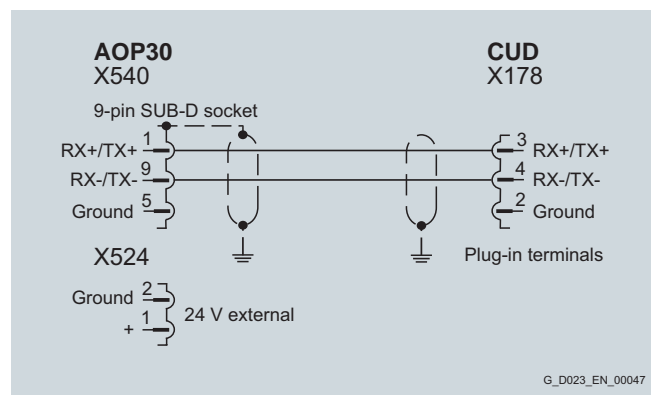 AOP30
X540
CUD
X178
9-pin SUB-D socket
RX+/TX+ 1
3 RX+/TX+
RX-/TX- 9
4 RX-/TX-
Ground 5
2 Ground
X524
Plug-in terminals
Ground 2
24 V external
+ 1
G_D023_EN_00047